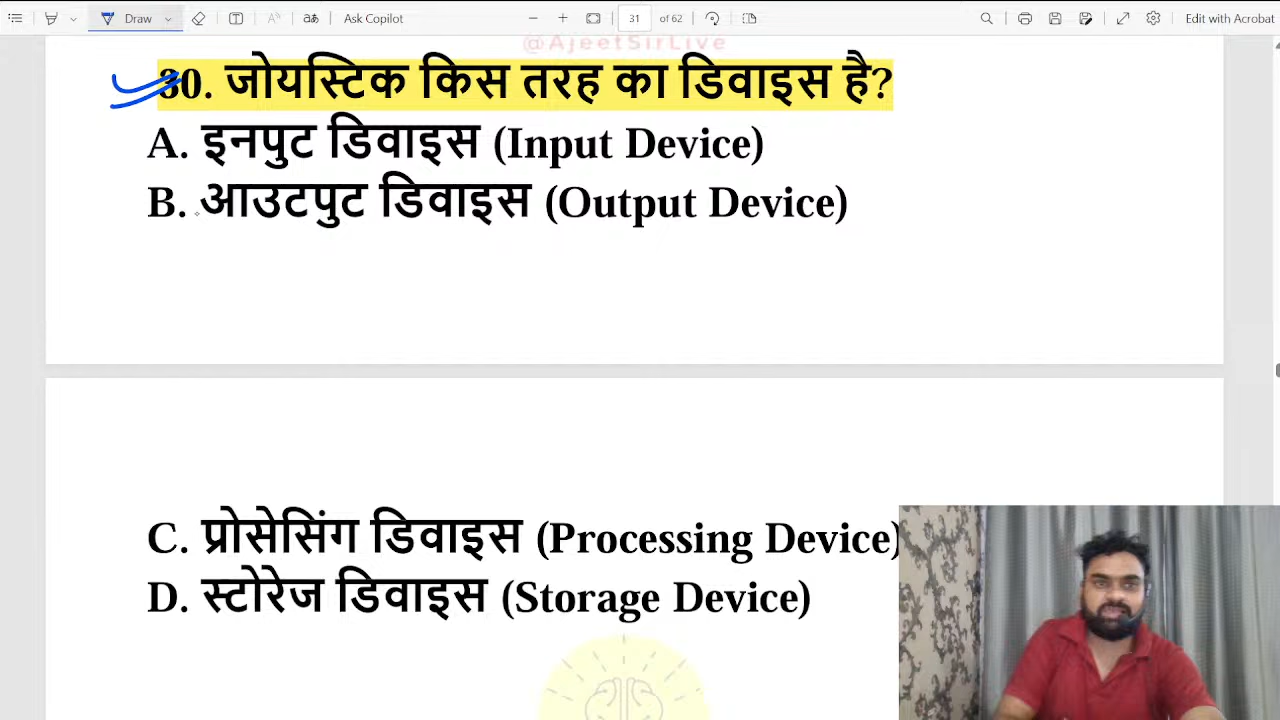 Draw
Ask Copilot
31 of 62
Edit with Acrobat
@AjeetSirLive
80. जोयस्टिक किस तरह का डिवाइस है?
A. इनपुट डिवाइस (Input Device)
B. आउटपुट डिवाइस (Output Device)
C. प्रोसेसिंग डिवाइस (Processing Device)
D. स्टोरेज डिवाइस (Storage Device)